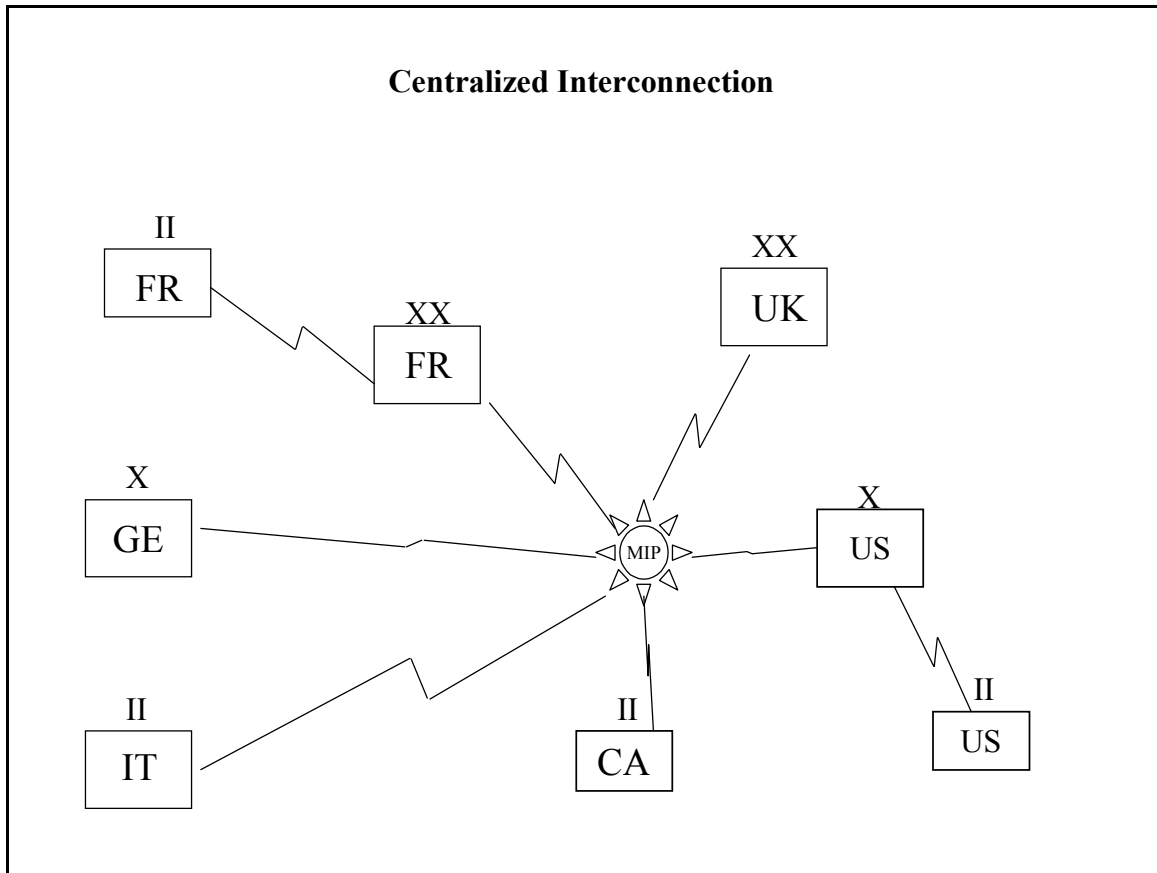 Centralized Interconnection
II
FR
XX
FR
XX
UK
X
GE
MIP
X
US
II
IT
II
CA
II
US